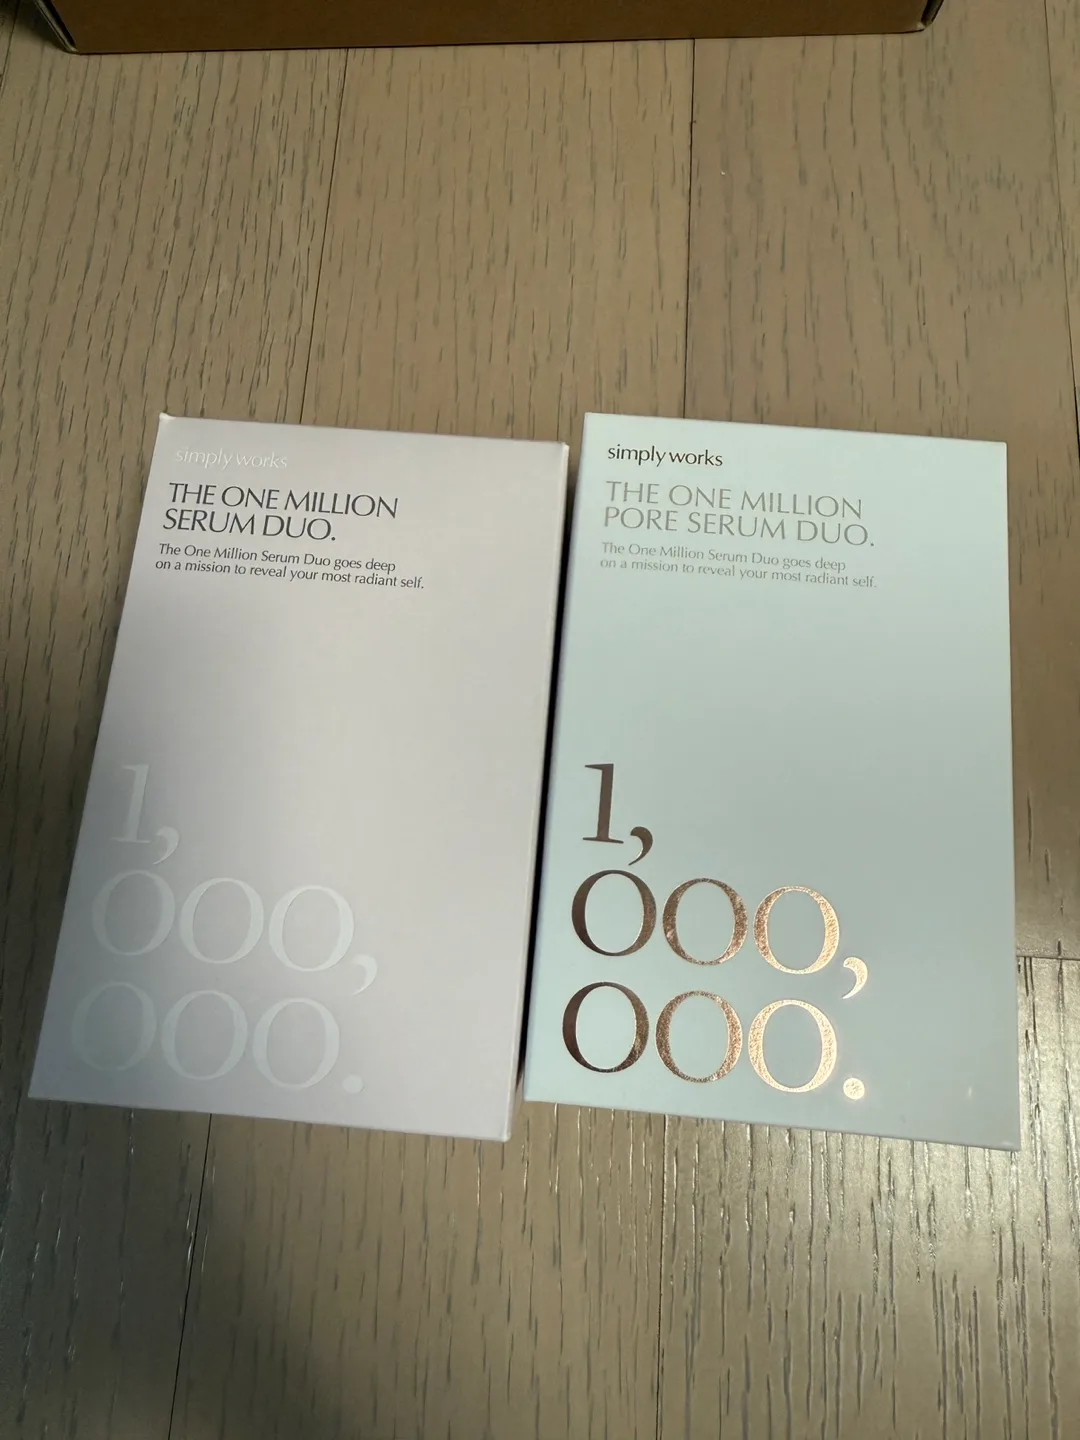 simply works
THE ONE MILLION
SERUM DUO.
The One Million Serum Duo goes deep
on a mission to reveal your most radiant self.
1,
000,
000.
simply works
THE ONE MILLION
PORE SERUM DUO.
The One Million Serum Duo goes deep
on a mission to reveal your most radiant self.
1,
000,
000.